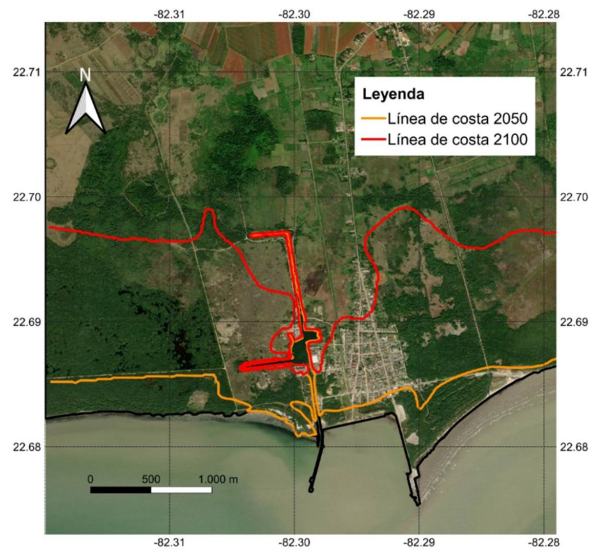 -82.31 -82.30 -82.29 -82.28
22.71 22.71
N
Leyenda
Línea de costa 2050
Línea de costa 2100
22.70 22.70
22.69 22.69
22.68 22.68
0 500 1.000 m
-82.31 -82.30 -82.29 -82.28